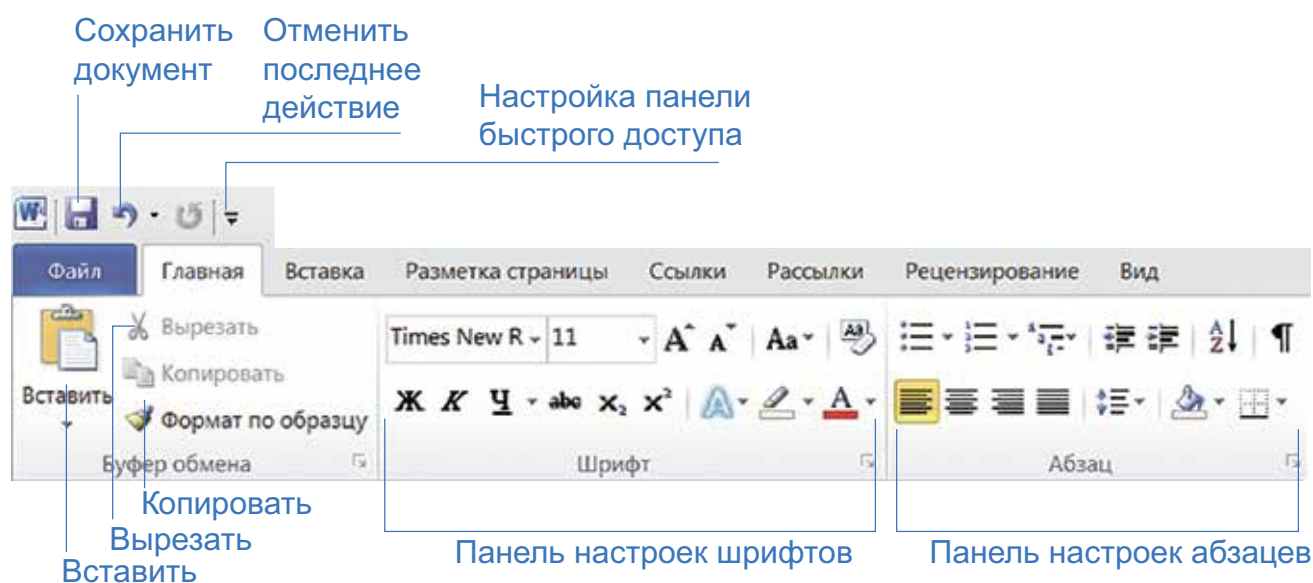 Сохранить
документ
Отменить
последнее
действие
Настройка панели
быстрого доступа
W
Файл Главная Вставка Разметка страницы Ссылки Рассылки Рецензирование Вид
Вырезать
Копировать
Вставить
Формат по образцу
Буфер обмена
Times New R 11 A A Aa
Ж К Ч abc x₂ x² A A
Шрифт
Абзац
Копировать
Вырезать
Вставить
Панель настроек шрифтов
Панель настроек абзацев